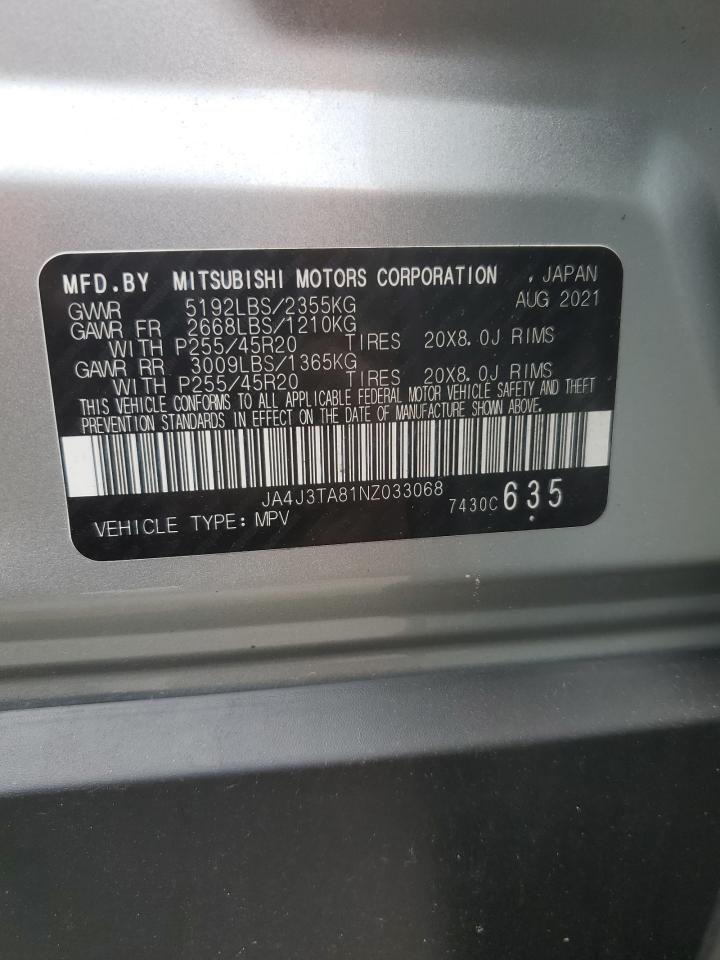 MFD.BY MITSUBISHI MOTORS CORPORATION , JAPAN
GVWR 5192LBS/2355KG AUG 2021
GAWR FR 2668LBS/1210KG
WITH P255/45R20 TIRES 20X8.0J RIMS
GAWR RR 3009LBS/1365KG
WITH P255/45R20 TIRES 20X8.0J RIMS
THIS VEHICLE CONFORMS TO ALL APPLICABLE FEDERAL MOTOR VEHICLE SAFETY AND THEFT
PREVENTION STANDARDS IN EFFECT ON THE DATE OF MANUFACTURE SHOWN ABOVE.
JA4J3TA81NZ033068
VEHICLE TYPE: MPV 7430C 635